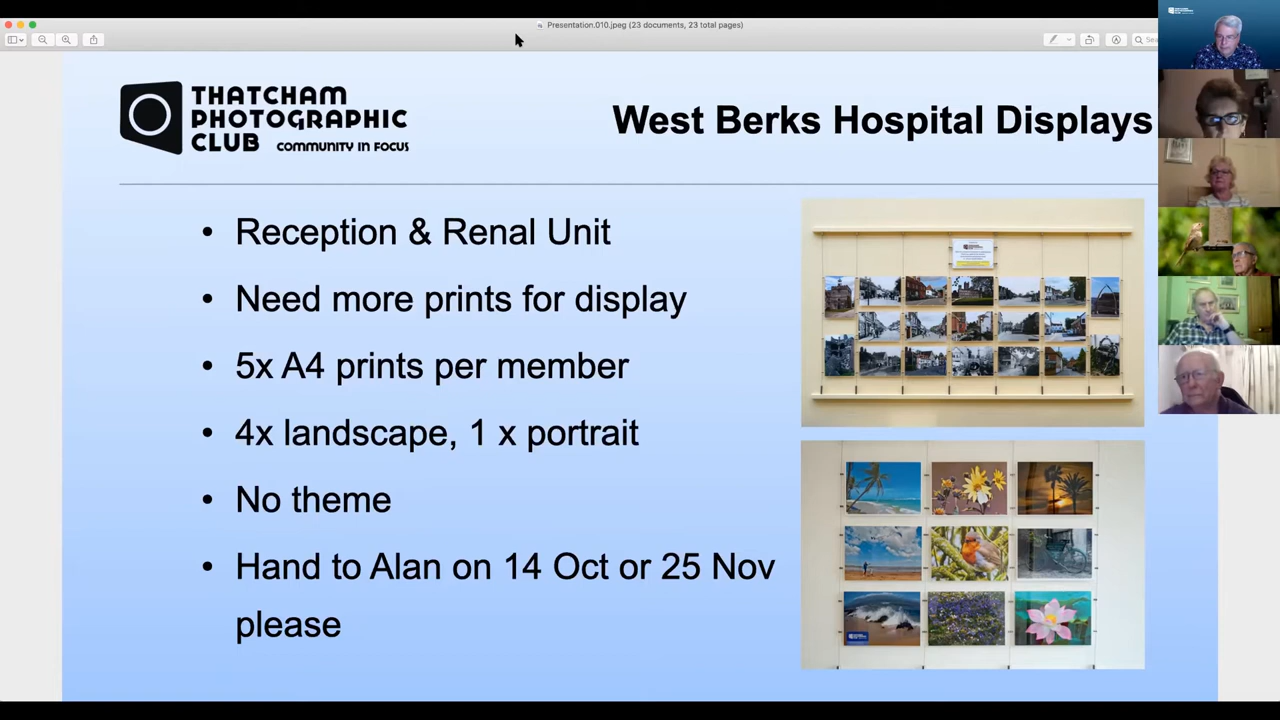 Presentation.010.jpeg (23 documents, 23 total pages)
THATCHAM
PHOTOGRAPHIC
CLUB COMMUNITY IN FOCUS
West Berks Hospital Displays
• Reception & Renal Unit
• Need more prints for display
• 5x A4 prints per member
• 4x landscape, 1 x portrait
• No theme
• Hand to Alan on 14 Oct or 25 Nov
please